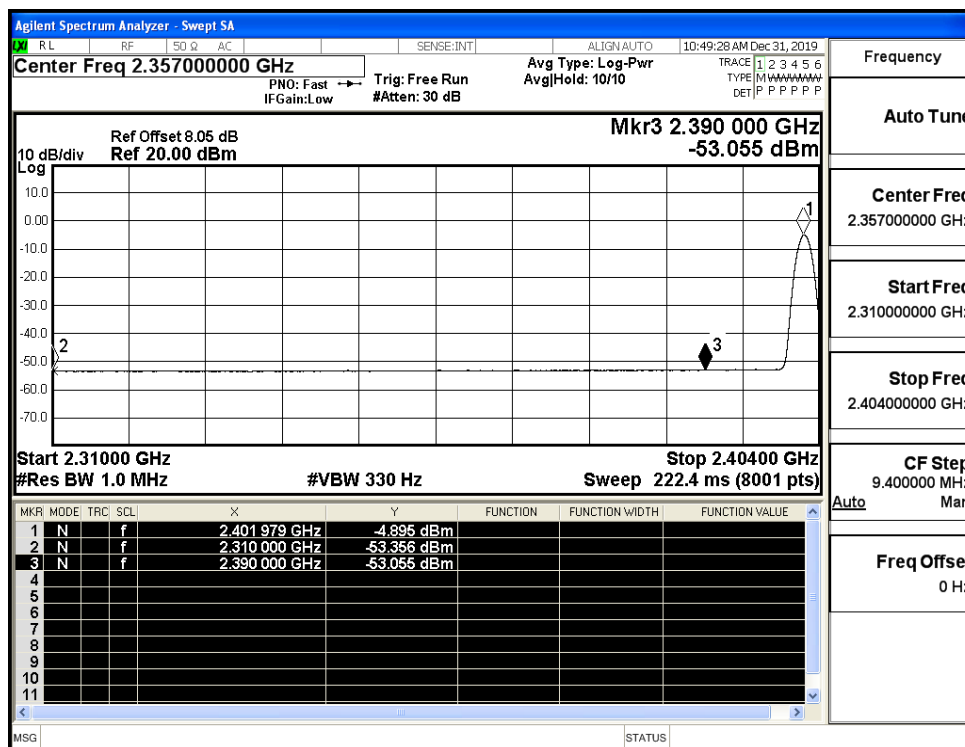 Agilent Spectrum Analyzer - Swept SA
LXI RL RF 50 Ω AC SENSE:INT ALIGN AUTO 10:49:28 AM Dec 31, 2019
Center Freq 2.357000000 GHz
PNO: Fast
IFGain:Low
Trig: Free Run
#Atten: 30 dB
Avg Type: Log-Pwr
Avg|Hold: 10/10
TRACE 1 2 3 4 5 6
TYPE M WWWWW
DET P P P P P P
Frequency
Auto Tune
Center Freq
2.357000000 GHz
Start Freq
2.310000000 GHz
Stop Freq
2.404000000 GHz
CF Step
9.400000 MHz
Auto Man
Freq Offset
0 Hz
Mkr3 2.390 000 GHz
-53.055 dBm
Ref Offset 8.05 dB
Ref 20.00 dBm
10 dB/div
Log
10.0
0.00
-10.0
-20.0
-30.0
-40.0
-50.0
-60.0
-70.0
1
2
3
Start 2.31000 GHz
Stop 2.40400 GHz
#Res BW 1.0 MHz
#VBW 330 Hz
Sweep 222.4 ms (8001 pts)
MKR MODE TRC SCL X Y FUNCTION FUNCTION WIDTH FUNCTION VALUE
1 N f 2.401 979 GHz -4.895 dBm
2 N f 2.310 000 GHz -53.356 dBm
3 N f 2.390 000 GHz -53.055 dBm
4
5
6
7
8
9
10
11
MSG STATUS